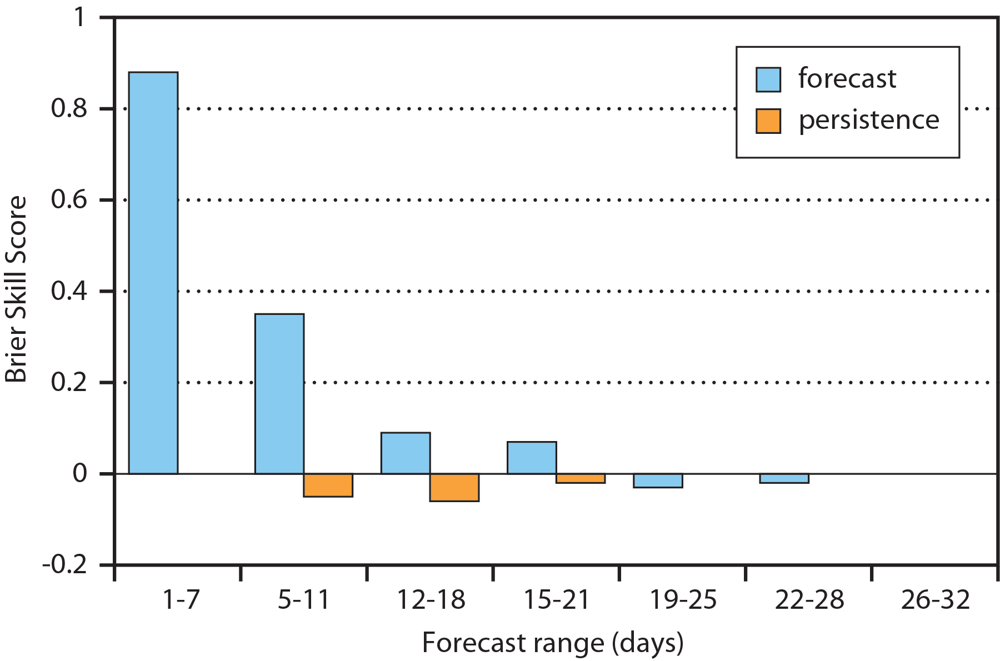 1
0.8
0.6
0.4
0.2
0
-0.2
Brier Skill Score
forecast
persistence
1-7 5-11 12-18 15-21 19-25 22-28 26-32
Forecast range (days)